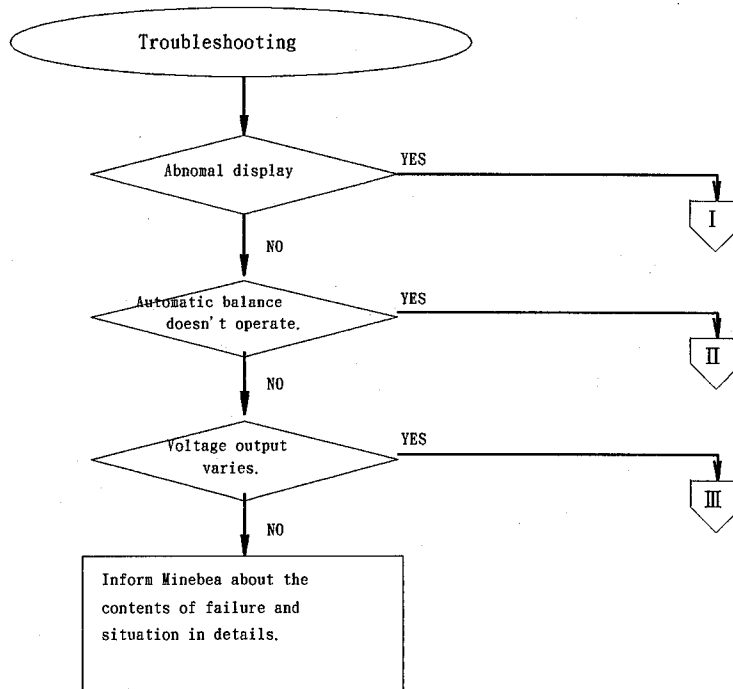 Troubleshooting
Abnomal display
YES
I
NO
Automatic balance
doesn't operate.
YES
II
NO
Voltage output
varies.
YES
III
NO
Inform Minebea about the
contents of failure and
situation in details.